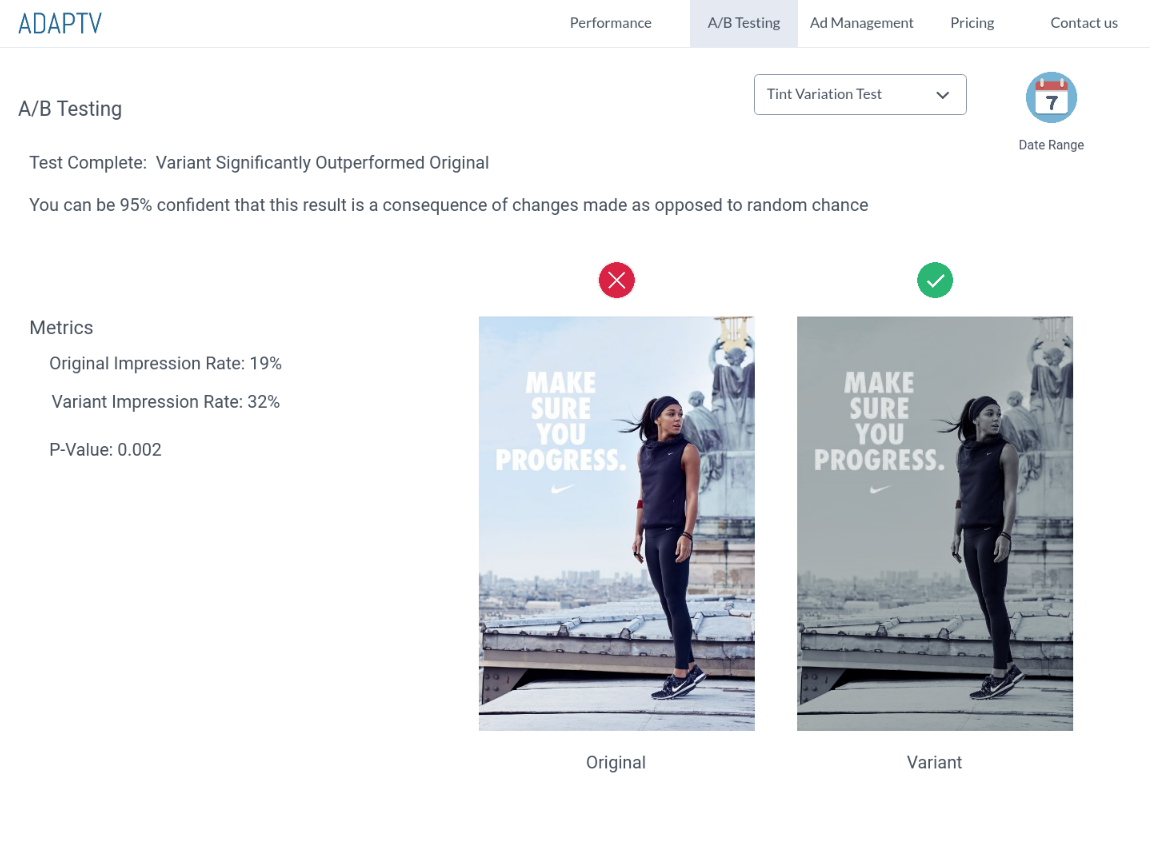 ADAPTV
Performance
A/B Testing
Ad Management
Pricing
Contact us
A/B Testing
Tint Variation Test
7
Date Range
Test Complete:  Variant Significantly Outperformed Original
You can be 95% confident that this result is a consequence of changes made as opposed to random chance
Metrics
Original Impression Rate: 19%
Variant Impression Rate: 32%
P-Value: 0.002
MAKE
SURE
YOU
PROGRESS.
Original
MAKE
SURE
YOU
PROGRESS.
Variant